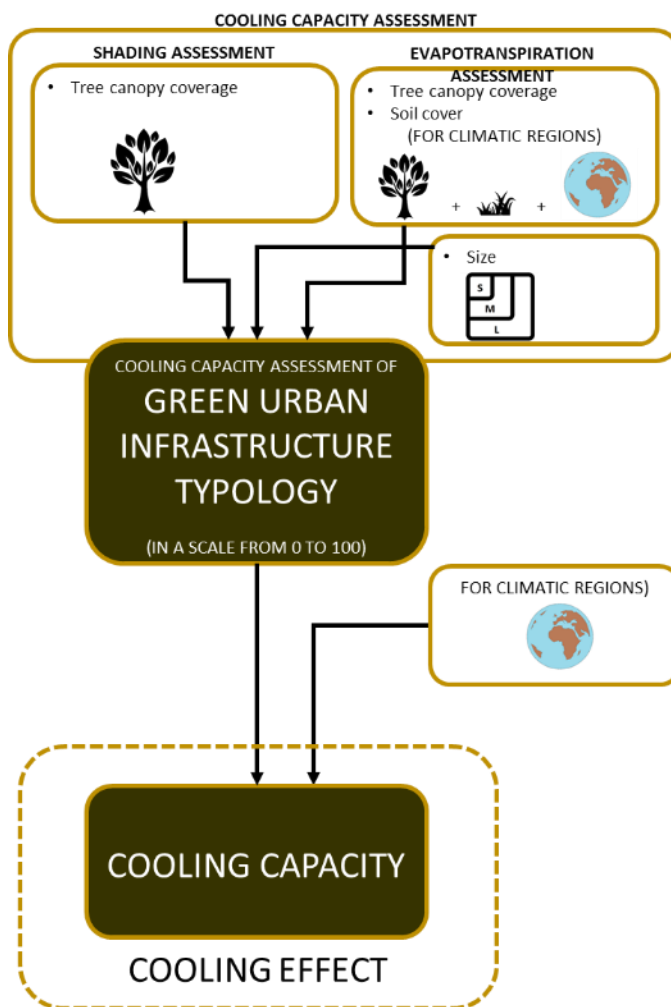 COOLING CAPACITY ASSESSMENT
SHADING ASSESSMENT
• Tree canopy coverage
EVAPOTRANSPIRATION
ASSESSMENT
• Tree canopy coverage
• Soil cover
(FOR CLIMATIC REGIONS)
+ +
• Size
S
M
L
COOLING CAPACITY ASSESSMENT OF
GREEN URBAN
INFRASTRUCTURE
TYPOLOGY
(IN A SCALE FROM 0 TO 100)
FOR CLIMATIC REGIONS)
COOLING CAPACITY
COOLING EFFECT